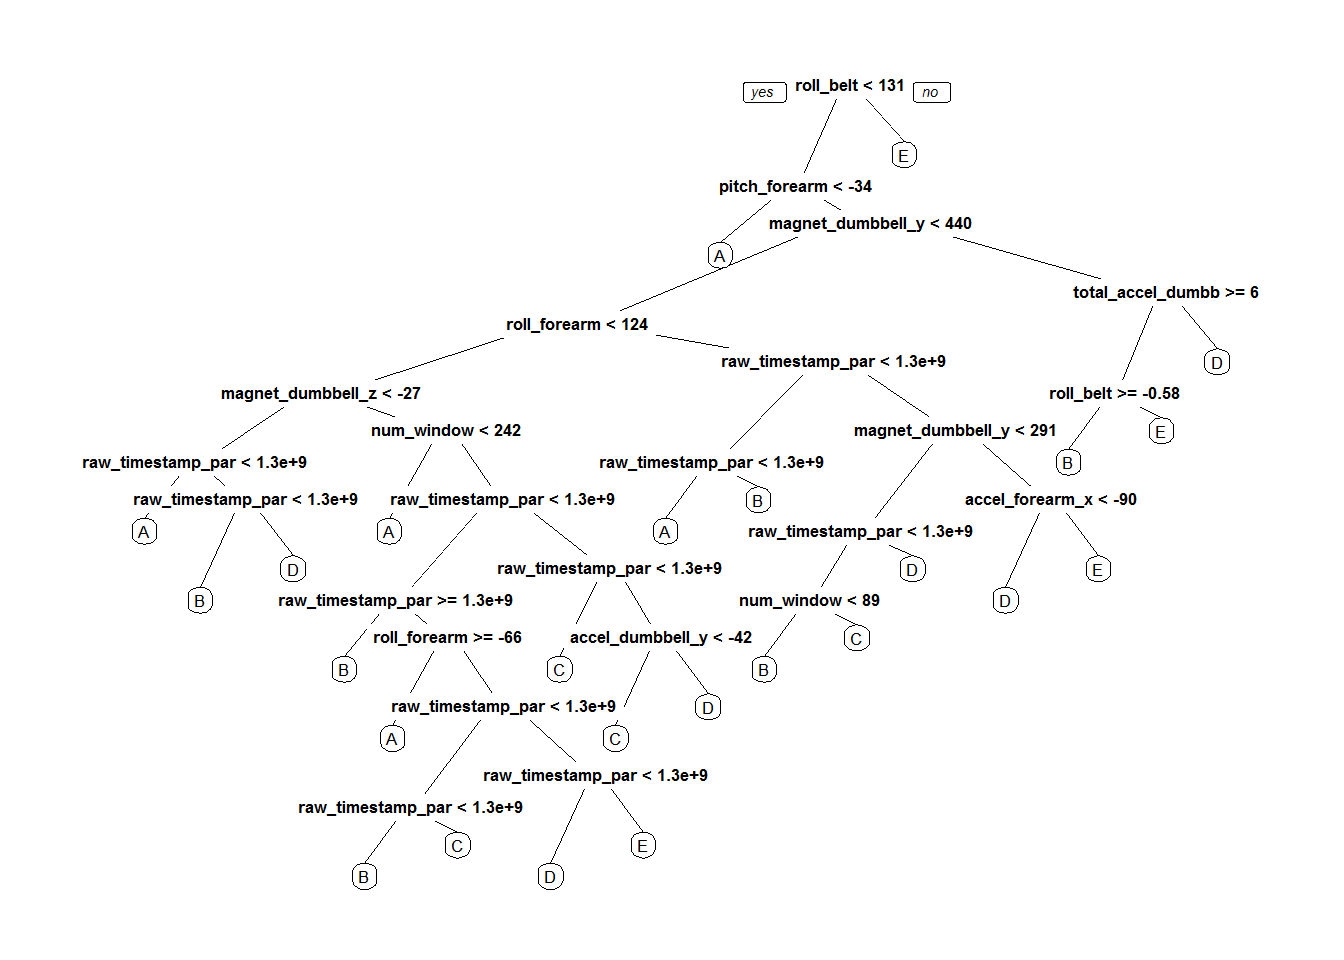 yes roll_belt < 131 no
E
pitch_forearm < -34
magnet_dumbbell_y < 440
A
total_accel_dumbb >= 6
roll_forearm < 124
raw_timestamp_par < 1.3e+9
D
magnet_dumbbell_z < -27
roll_belt >= -0.58
num_window < 242
magnet_dumbbell_y < 291
E
raw_timestamp_par < 1.3e+9
raw_timestamp_par < 1.3e+9
B
raw_timestamp_par < 1.3e+9
raw_timestamp_par < 1.3e+9
B
accel_forearm_x < -90
A
A
A
raw_timestamp_par < 1.3e+9
D
raw_timestamp_par < 1.3e+9
D
E
B
raw_timestamp_par >= 1.3e+9
num_window < 89
D
roll_forearm >= -66
accel_dumbbell_y < -42
C
B
C
B
raw_timestamp_par < 1.3e+9
D
A
C
raw_timestamp_par < 1.3e+9
raw_timestamp_par < 1.3e+9
C
E
B
D